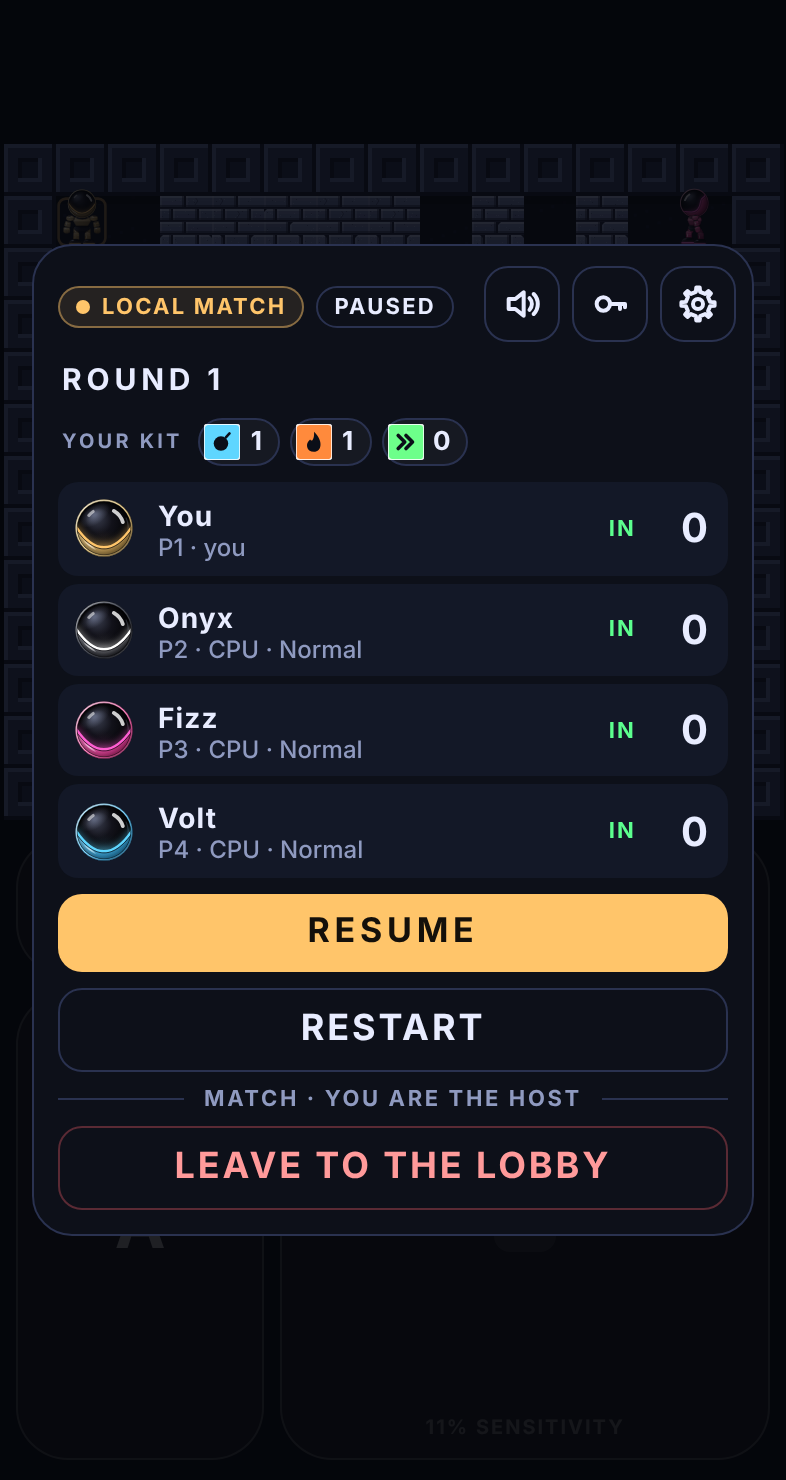 LOCAL MATCH
PAUSED
ROUND 1
YOUR KIT 1 1 0
You
P1 · you
IN 0
Onyx
P2 · CPU · Normal
IN 0
Fizz
P3 · CPU · Normal
IN 0
Volt
P4 · CPU · Normal
IN 0
RESUME
RESTART
MATCH · YOU ARE THE HOST
LEAVE TO THE LOBBY
A
11% SENSITIVITY